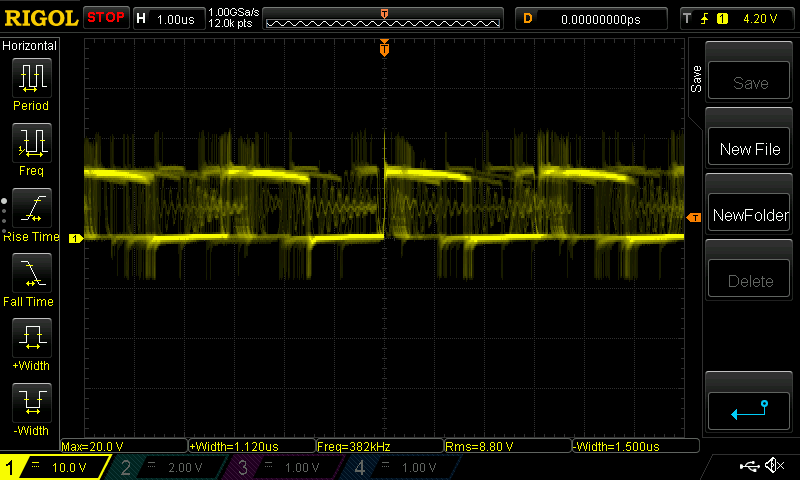 RIGOL STOP H 1.00us 1.00GSa/s D 0.00000000ps T 1 4.20 V
12.0k pts
Horizontal
Period
Freq
Rise Time
Fall Time
+Width
-Width
T
T
1
T
Save
Save
New File
NewFolder
Delete
Max=20.0 V +Width=1.120us Freq=382kHz Rms=8.80 V -Width=1.500us
1 10.0 V 2 2.00 V 3 1.00 V 4 1.00 V